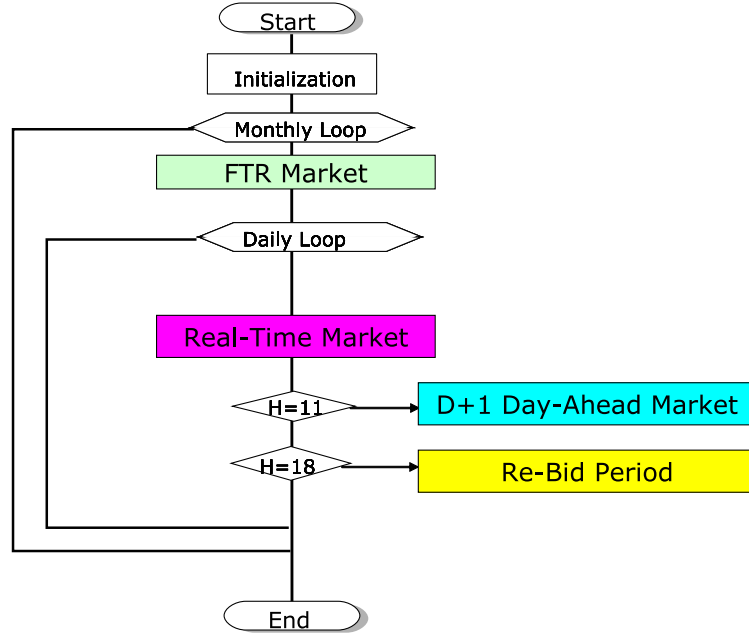 Start
Initialization
Monthly Loop
FTR Market
Daily Loop
Real-Time Market
H=11
D+1 Day-Ahead Market
H=18
Re-Bid Period
End